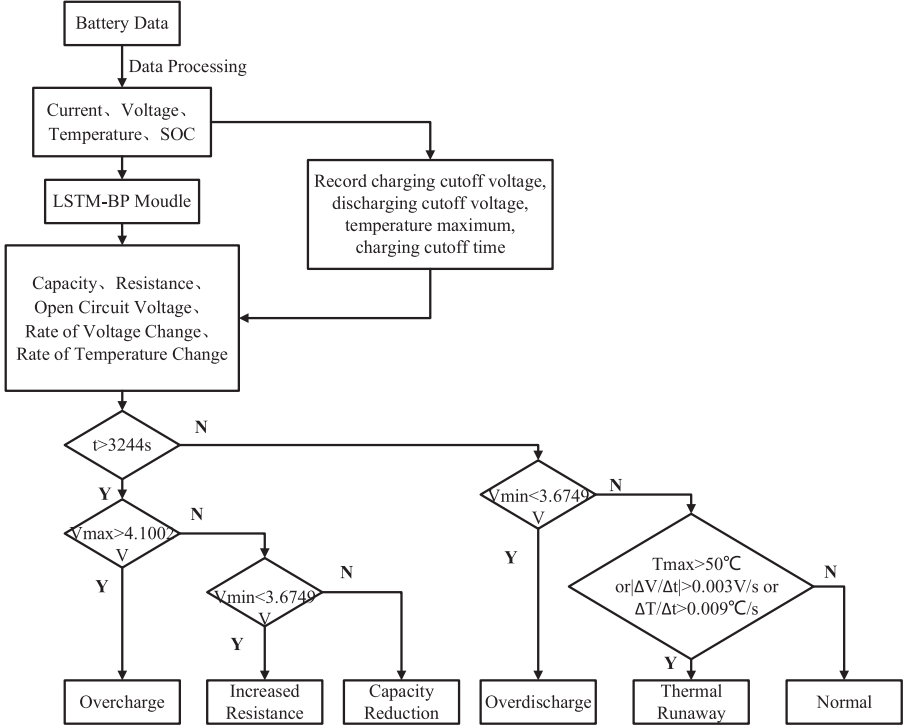 Battery Data
Data Processing
Current、Voltage、
Temperature、SOC
LSTM-BP Moudle
Record charging cutoff voltage,
discharging cutoff voltage,
temperature maximum,
charging cutoff time
Capacity、Resistance、
Open Circuit Voltage、
Rate of Voltage Change、
Rate of Temperature Change
t>3244s
N
Y
Vmax>4.1002
V
N
Y
Vmin<3.6749
V
N
Y
Vmin<3.6749
V
N
Y
Tmax>50℃
or|ΔV/Δt|>0.003V/s or
ΔT/Δt>0.009℃/s
N
Y
Overcharge
Increased
Resistance
Capacity
Reduction
Overdischarge
Thermal
Runaway
Normal